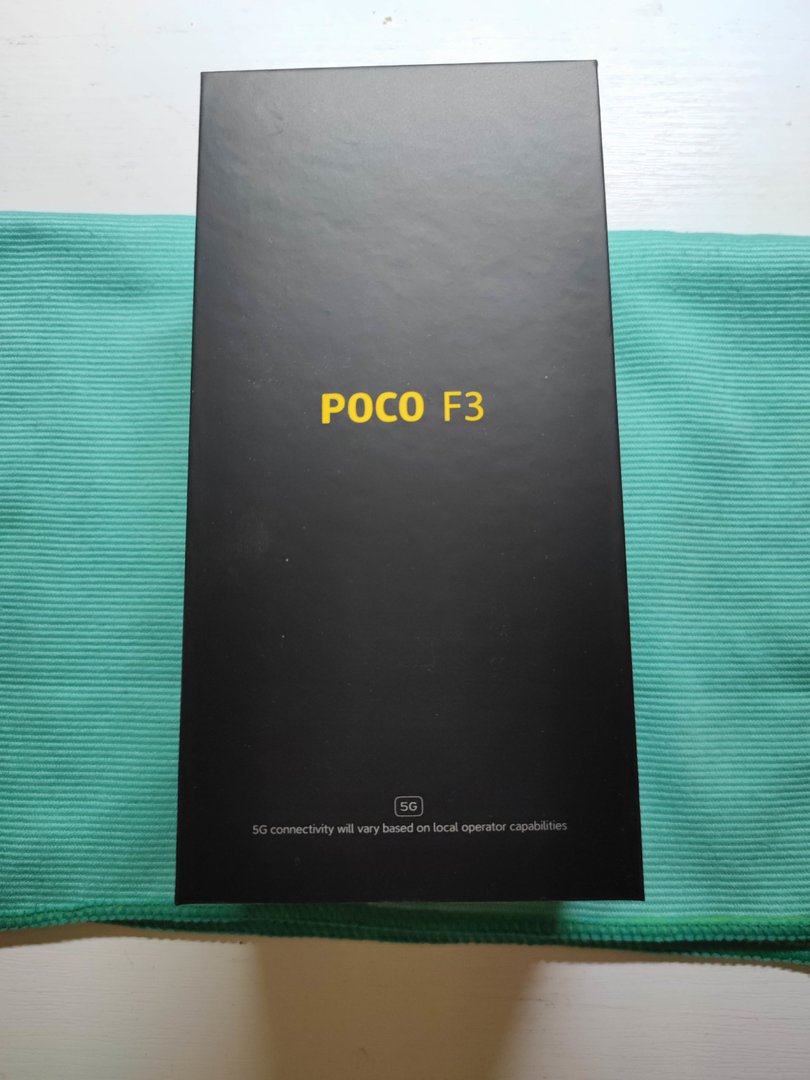 POCO F3
5G
5G connectivity will vary based on local operator capabilities